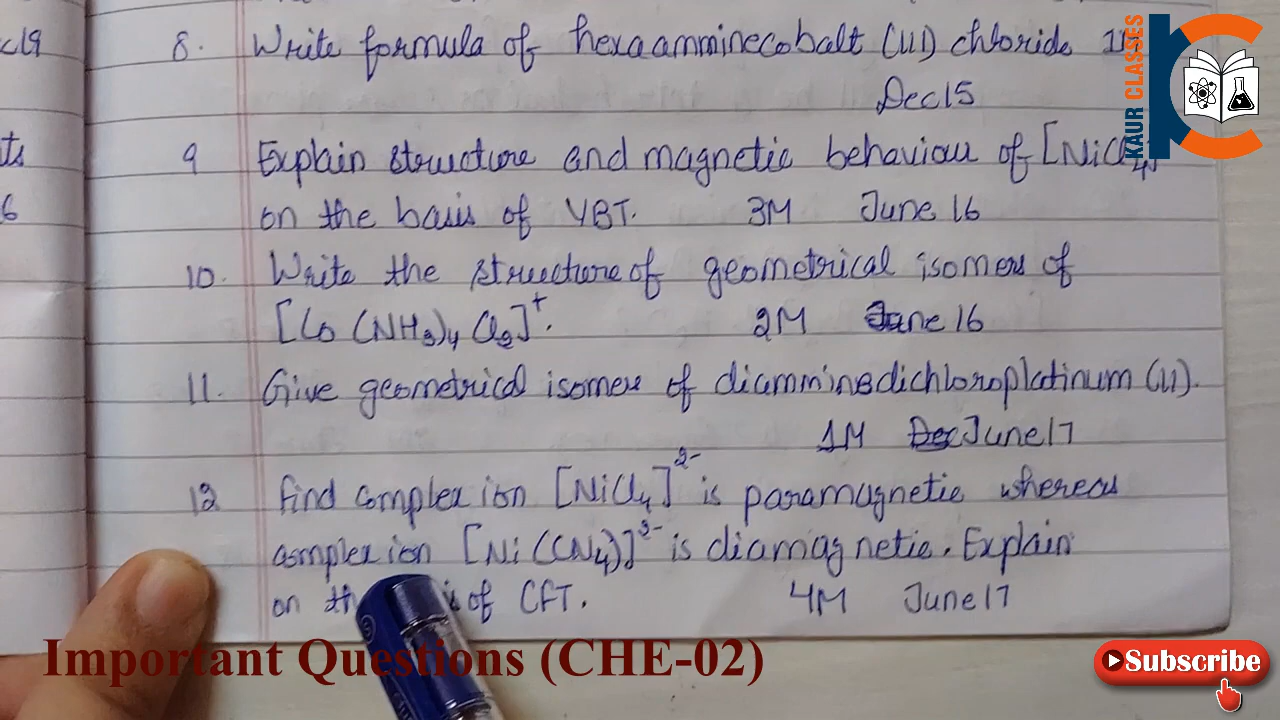 c19
8. Write formula of hexaamminecobalt (III) chloride
Dec15
ts
9 Explain structure and magnetic behaviour of [NiCl4]
6
on the basis of VBT. 3M June 16
10. Write the structure of geometrical isomers of
[Co (NH3)4 Cl2]+. 2M June 16
11. Give geometrical isomers of diamminedichloroplatinum (II).
1M June17
12 find complex ion [NiCl4]2- is paramagnetic whereas
complex ion [Ni (CN4)]2- is diamagnetic. Explain
on of CFT. 4M June17
KAUR CLASSES
Important Questions (CHE-02)
Subscribe